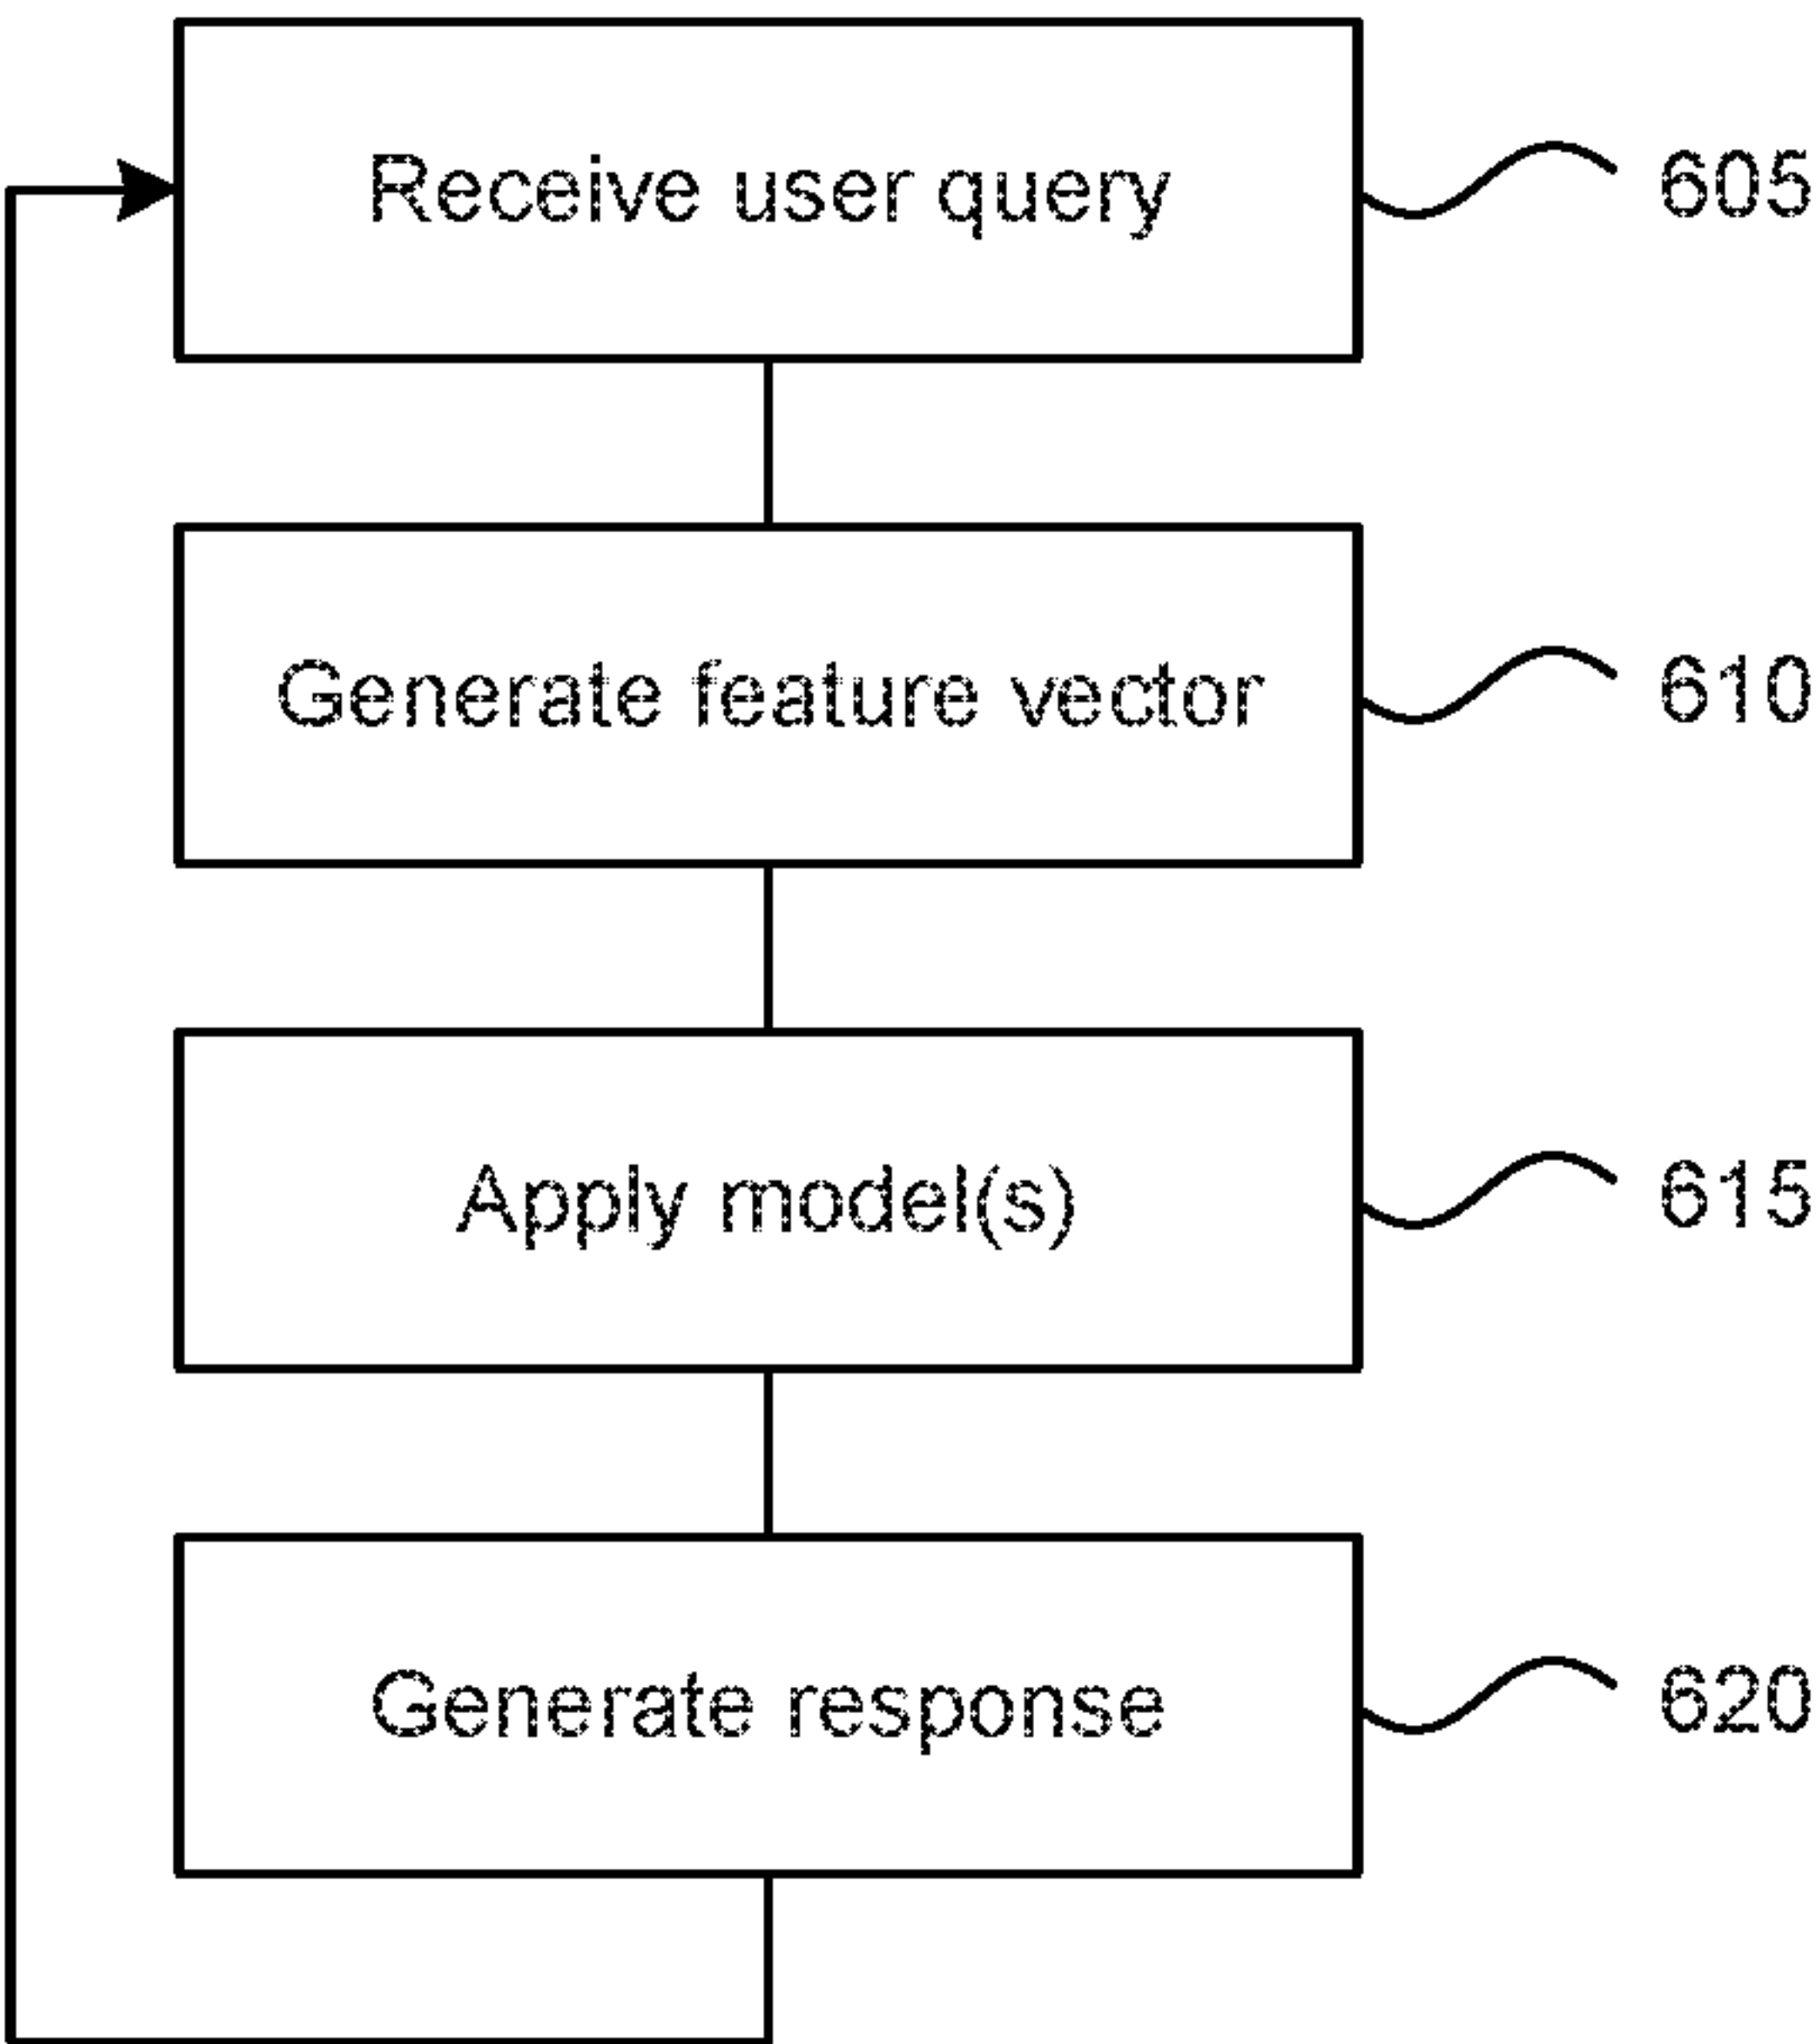 Receive user query
605
Generate feature vector
610
Apply model(s)
615
Generate response
620